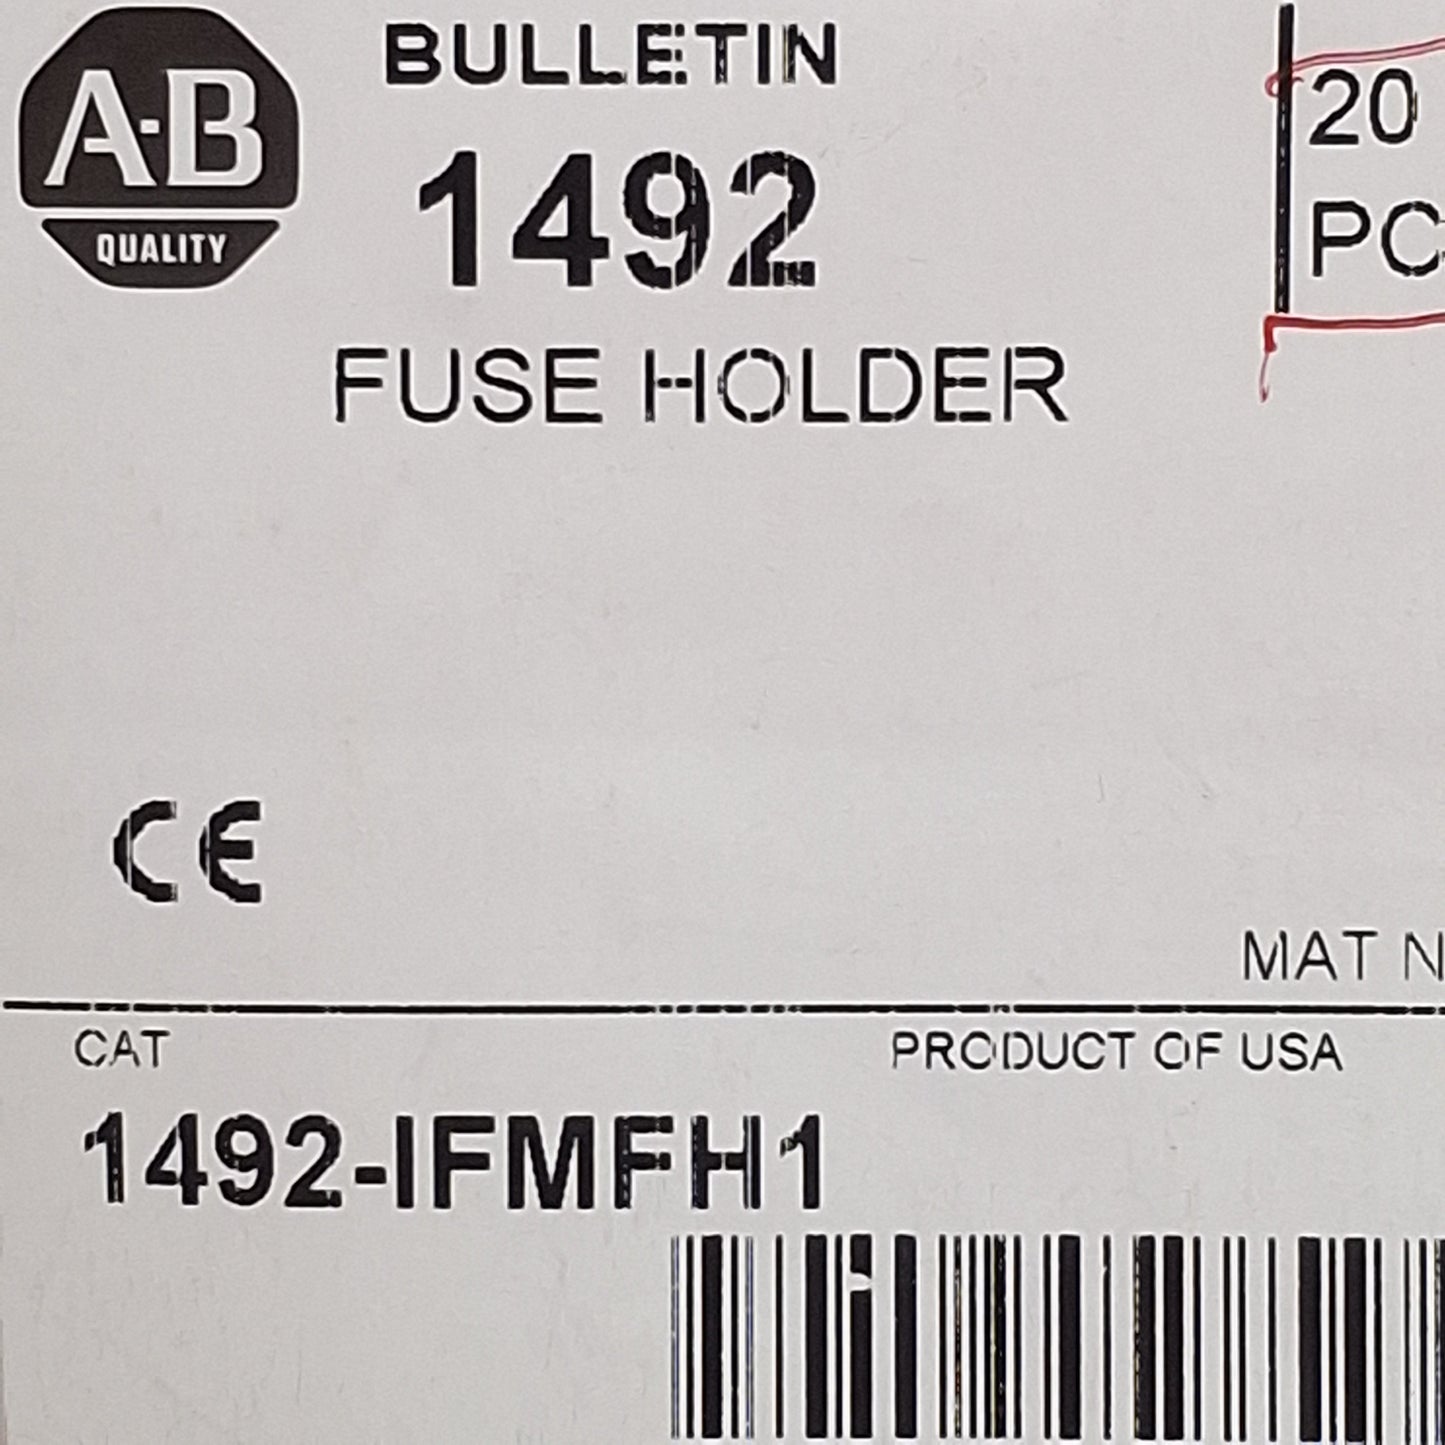 A-B
QUALITY
BULLETIN
1492
FUSE HOLDER
20
PC
CE
MAT N
CAT
PRODUCT OF USA
1492-IFMFH1